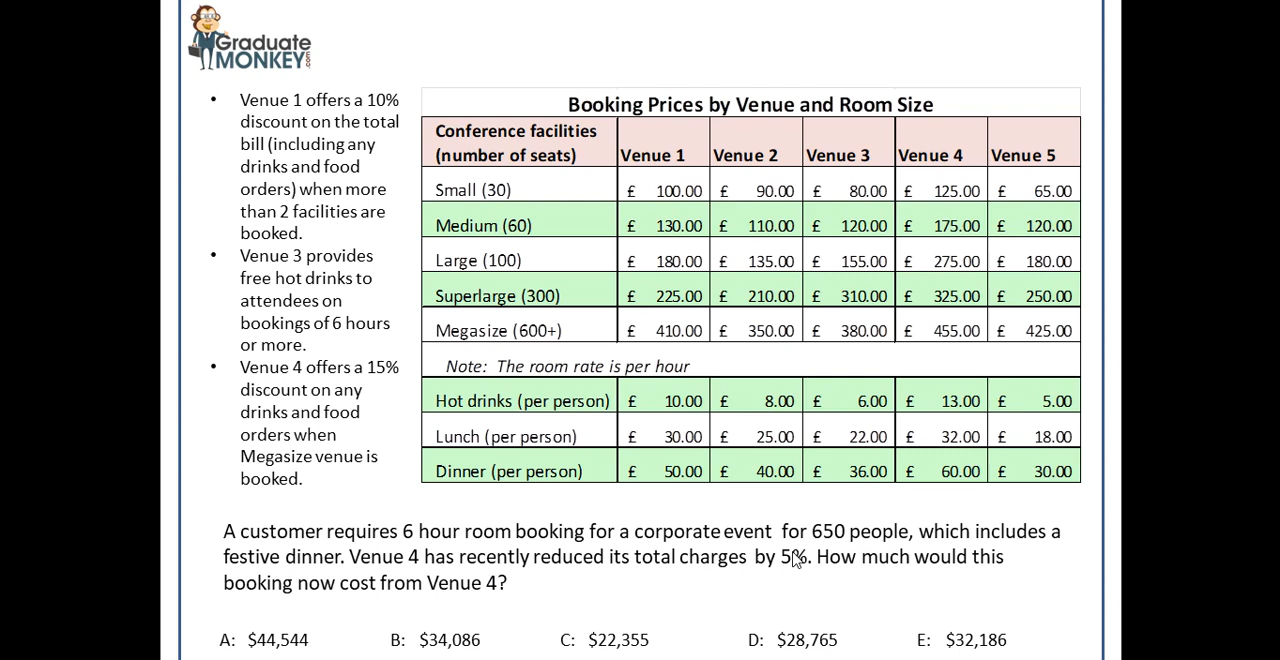 Graduate
MONKEY.com
• Venue 1 offers a 10%
discount on the total
bill (including any
drinks and food
orders) when more
than 2 facilities are
booked.
• Venue 3 provides
free hot drinks to
attendees on
bookings of 6 hours
or more.
• Venue 4 offers a 15%
discount on any
drinks and food
orders when
Megasize venue is
booked.
Booking Prices by Venue and Room Size
Conference facilities
(number of seats) Venue 1 Venue 2 Venue 3 Venue 4 Venue 5
Small (30) £ 100.00 £ 90.00 £ 80.00 £ 125.00 £ 65.00
Medium (60) £ 130.00 £ 110.00 £ 120.00 £ 175.00 £ 120.00
Large (100) £ 180.00 £ 135.00 £ 155.00 £ 275.00 £ 180.00
Superlarge (300) £ 225.00 £ 210.00 £ 310.00 £ 325.00 £ 250.00
Megasize (600+) £ 410.00 £ 350.00 £ 380.00 £ 455.00 £ 425.00
Note: The room rate is per hour
Hot drinks (per person) £ 10.00 £ 8.00 £ 6.00 £ 13.00 £ 5.00
Lunch (per person) £ 30.00 £ 25.00 £ 22.00 £ 32.00 £ 18.00
Dinner (per person) £ 50.00 £ 40.00 £ 36.00 £ 60.00 £ 30.00
A customer requires 6 hour room booking for a corporate event for 650 people, which includes a
festive dinner. Venue 4 has recently reduced its total charges by 5%. How much would this
booking now cost from Venue 4?
A: $44,544 B: $34,086 C: $22,355 D: $28,765 E: $32,186